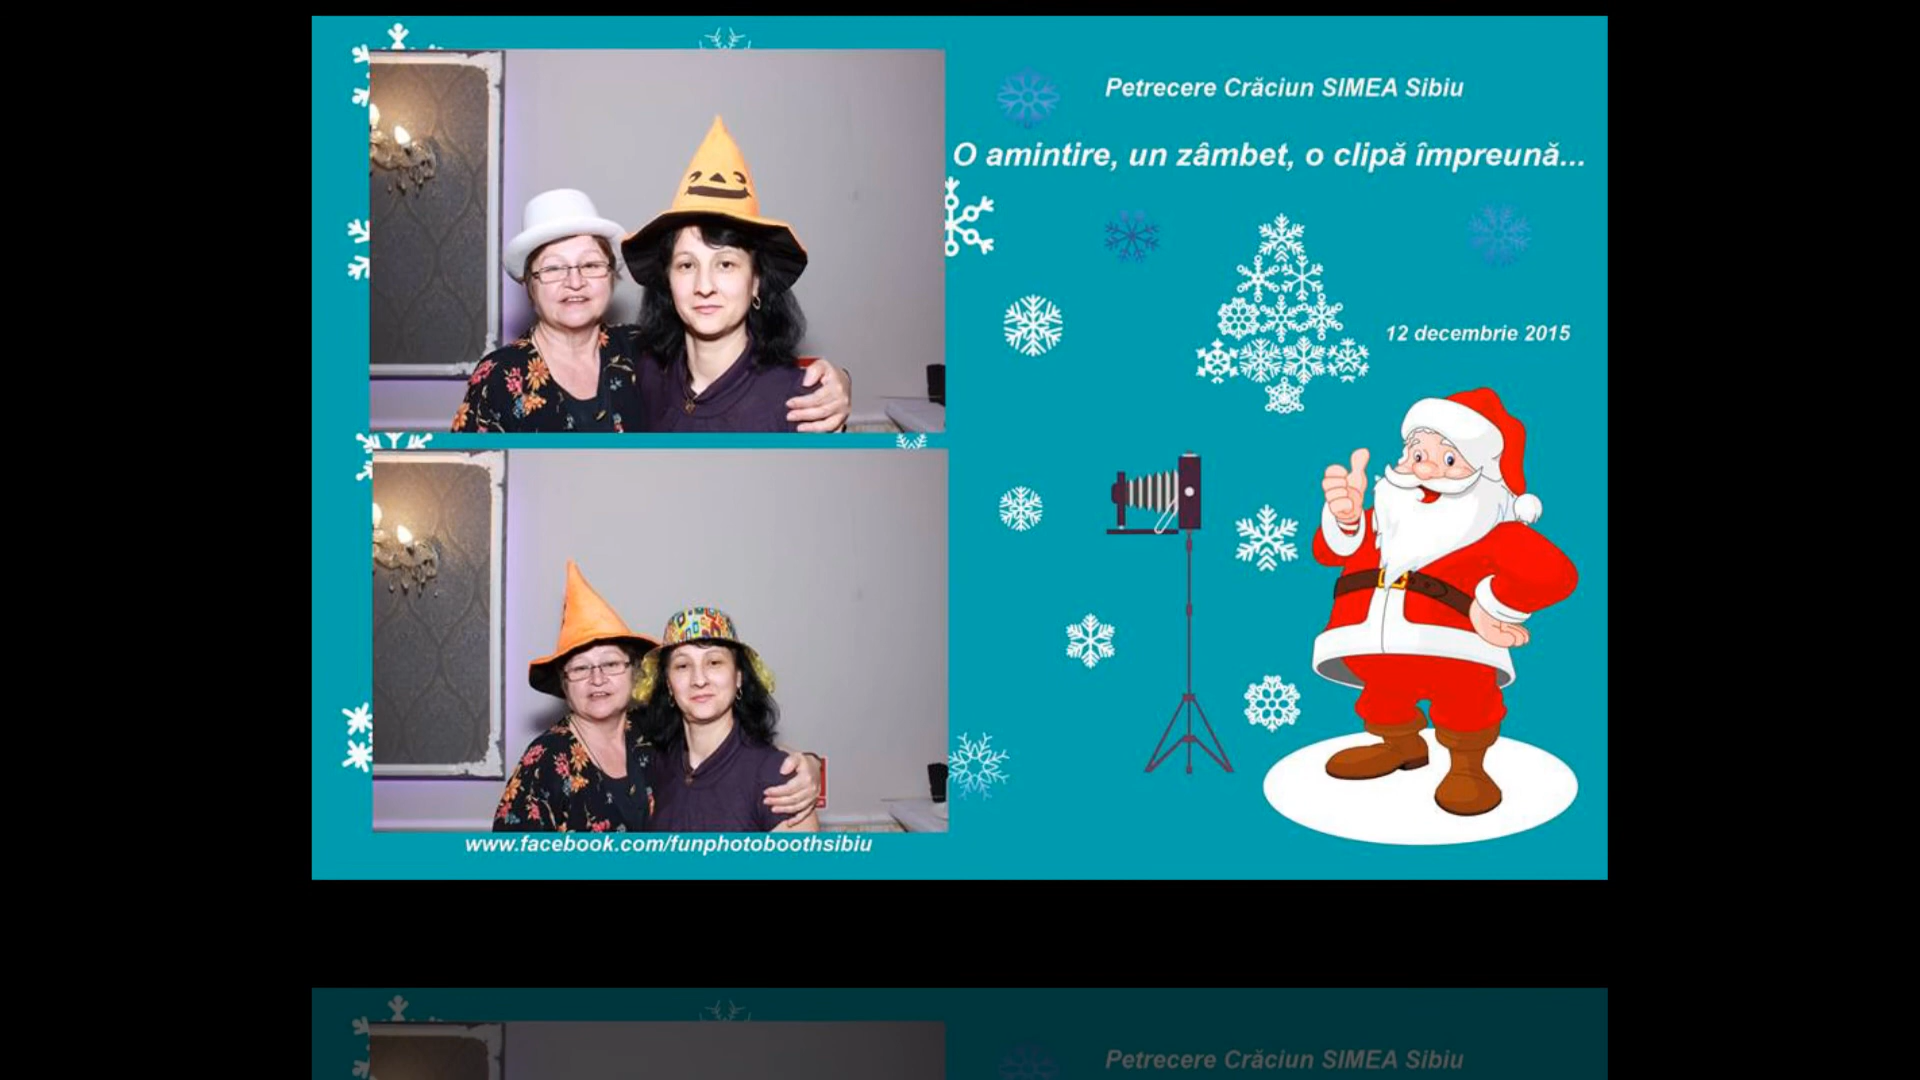 Petrecere Crăciun SIMEA Sibiu
O amintire, un zâmbet, o clipă împreună...
12 decembrie 2015
www.facebook.com/funphotoboothsibiu
Petrecere Crăciun SIMEA Sibiu